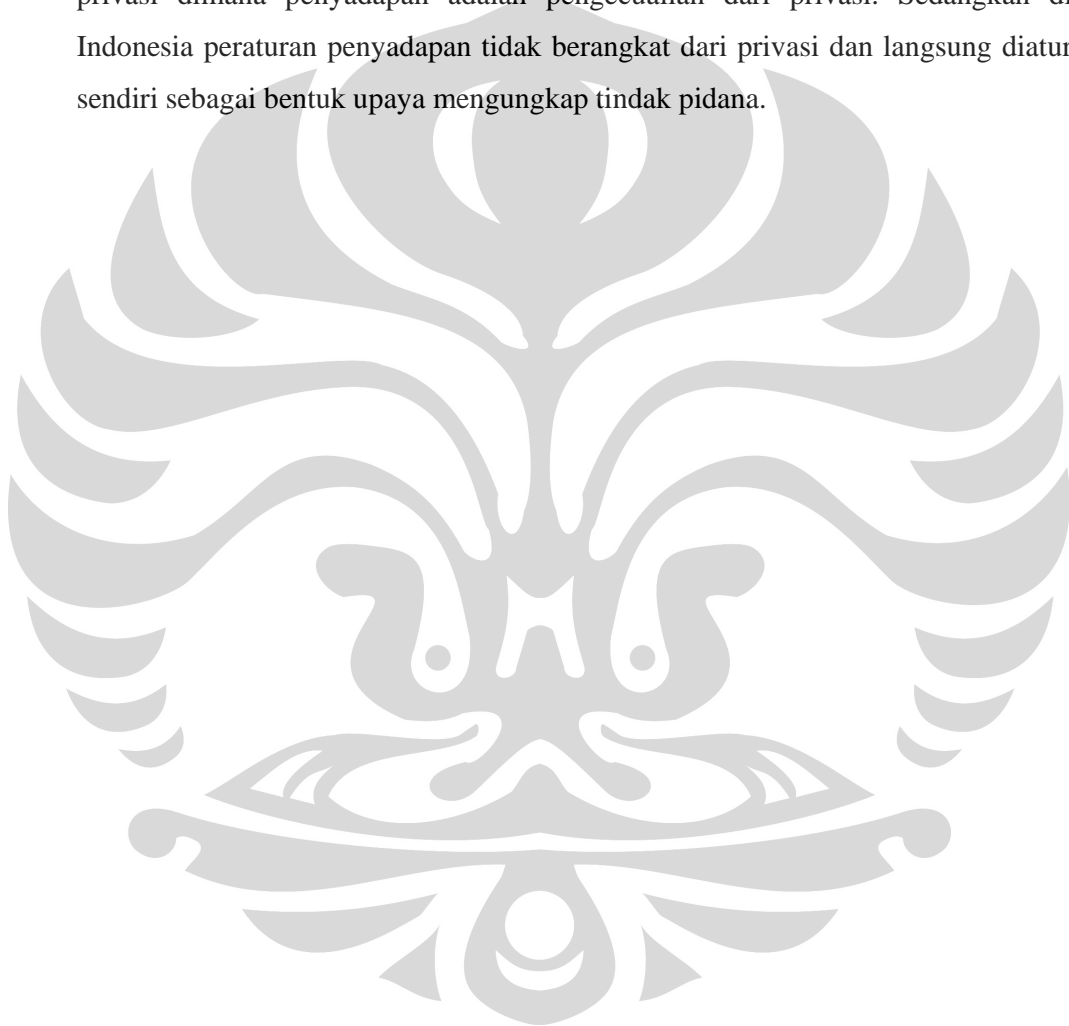 privasi dimana penyadapan adalah pengecualian dari privasi. Sedangkan di
Indonesia peraturan penyadapan tidak berangkat dari privasi dan langsung diatur
sendiri sebagai bentuk upaya mengungkap tindak pidana.